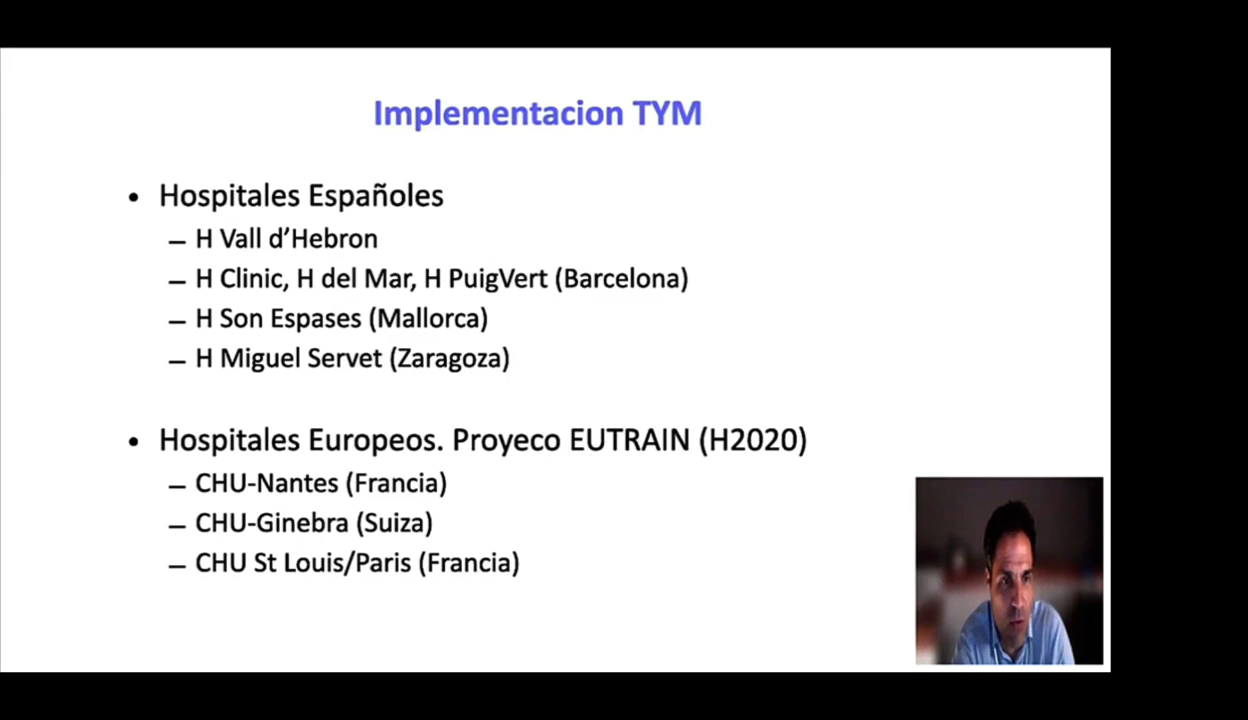 Implementacion TYM
• Hospitales Españoles
– H Vall d’Hebron
– H Clinic, H del Mar, H PuigVert (Barcelona)
– H Son Espases (Mallorca)
– H Miguel Servet (Zaragoza)
• Hospitales Europeos. Proyeco EUTRAIN (H2020)
– CHU-Nantes (Francia)
– CHU-Ginebra (Suiza)
– CHU St Louis/Paris (Francia)